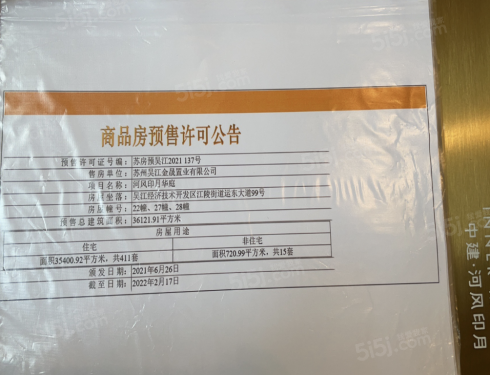 商品房预售许可公告
预售许可证号编：苏房预吴江2021 137号
售房单位：苏州吴江金晟置业有限公司
项目名称：河风印月华庭
房屋坐落：吴江经济技术开发区江陵街道运东大道99号
房屋幢号：22幢、27幢、28幢
预售总建筑面积：36121.91平方米
房屋用途
住宅 非住宅
面积35400.92平方米，共411套 面积720.99平方米，共15套
颁发日期：2021年6月26日
截至日期：2022年2月17日
中建·河风印月
5i5j.com